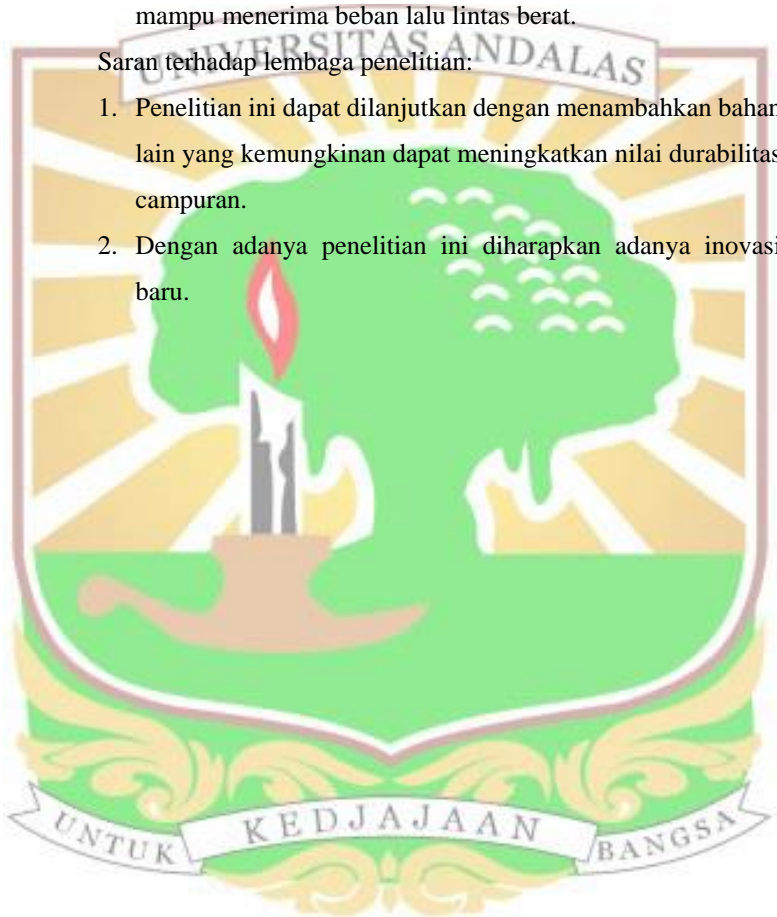 mampu menerima beban lalu lintas berat.
UNIVERSITAS ANDALAS
Saran terhadap lembaga penelitian:
1. Penelitian ini dapat dilanjutkan dengan menambahkan bahan
lain yang kemungkinan dapat meningkatkan nilai durabilitas
campuran.
2. Dengan adanya penelitian ini diharapkan adanya inovasi
baru.
UNTUK KEDJAJAAN BANGSA